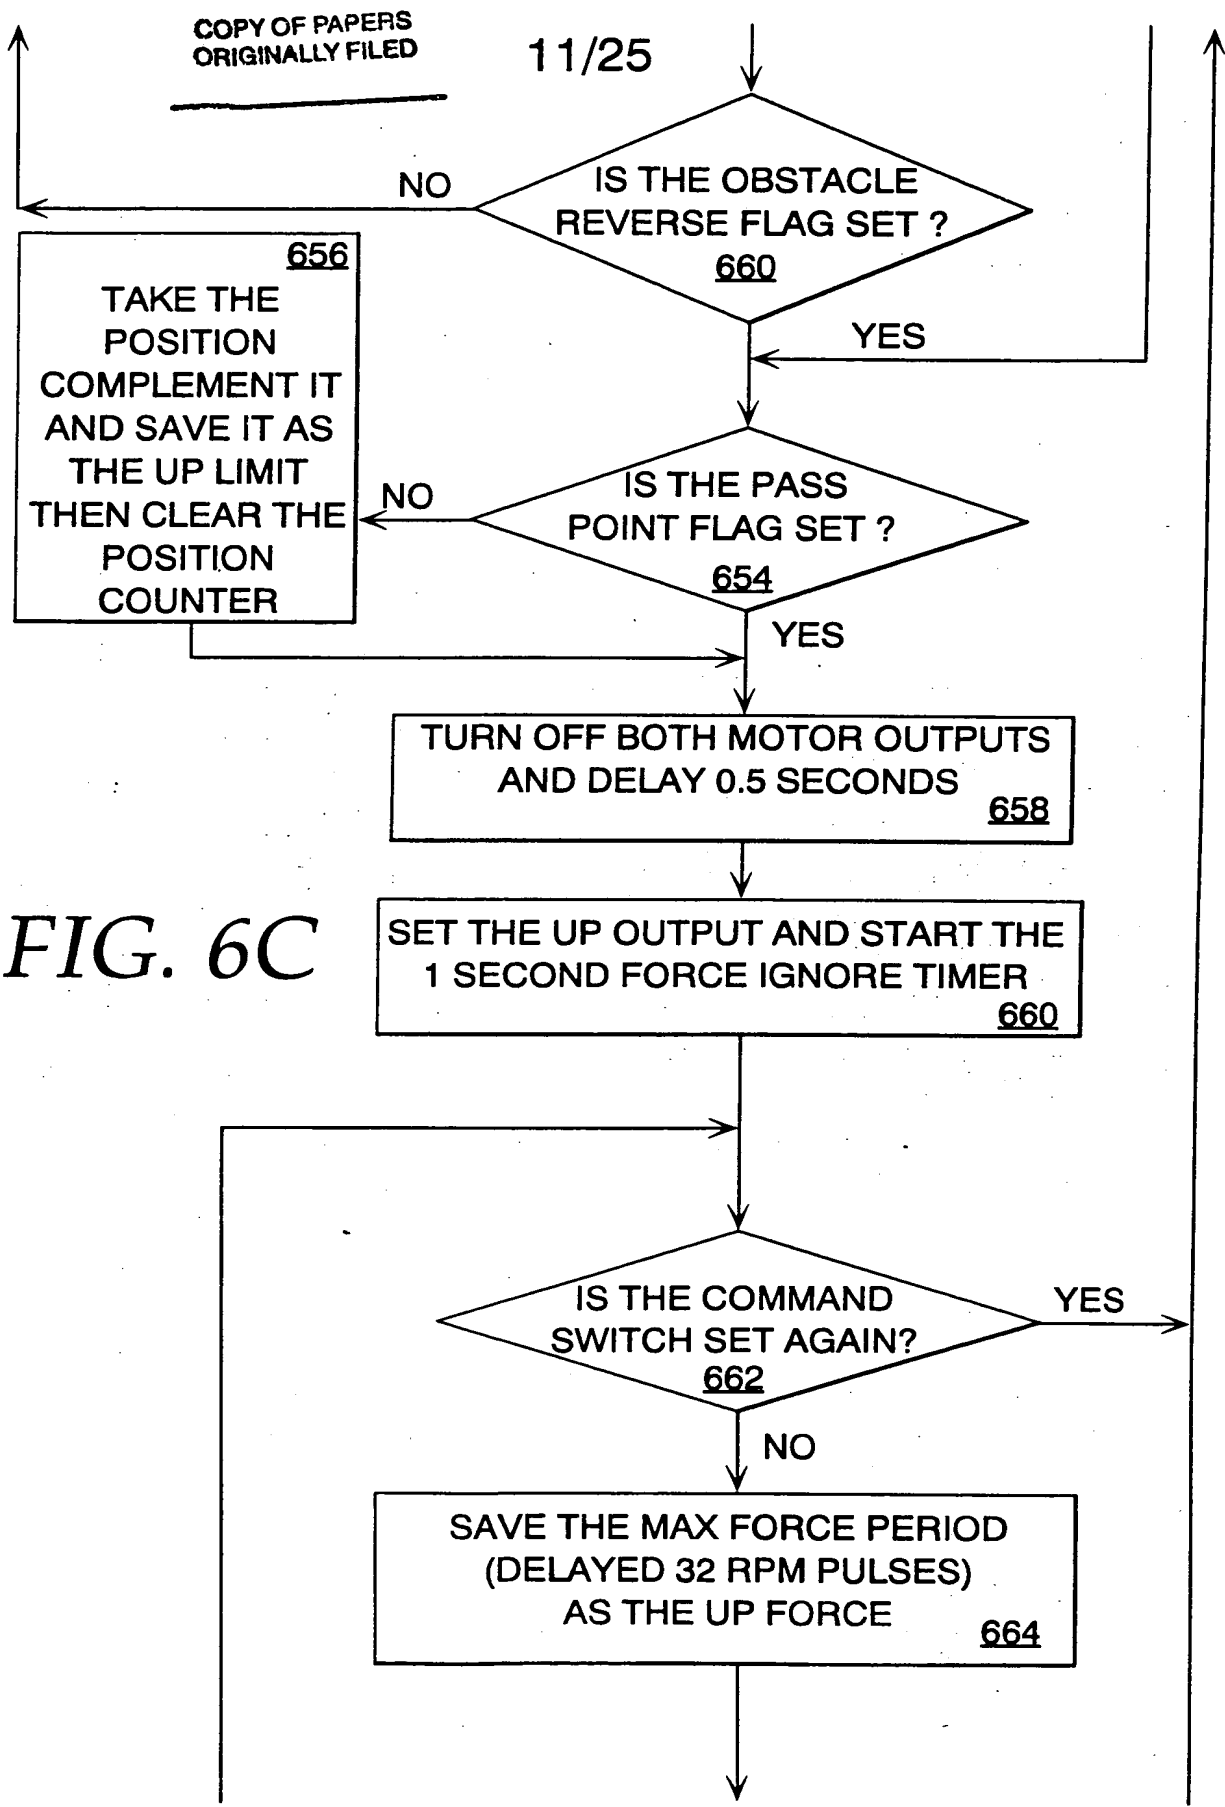 COPY OF PAPERS
ORIGINALLY FILED
11/25
NO
IS THE OBSTACLE
REVERSE FLAG SET ?
660
YES
656
TAKE THE
POSITION
COMPLEMENT IT
AND SAVE IT AS
THE UP LIMIT
THEN CLEAR THE
POSITION
COUNTER
NO
IS THE PASS
POINT FLAG SET ?
654
YES
TURN OFF BOTH MOTOR OUTPUTS
AND DELAY 0.5 SECONDS
658
FIG. 6C
SET THE UP OUTPUT AND START THE
1 SECOND FORCE IGNORE TIMER
660
IS THE COMMAND
SWITCH SET AGAIN?
662
YES
NO
SAVE THE MAX FORCE PERIOD
(DELAYED 32 RPM PULSES)
AS THE UP FORCE
664